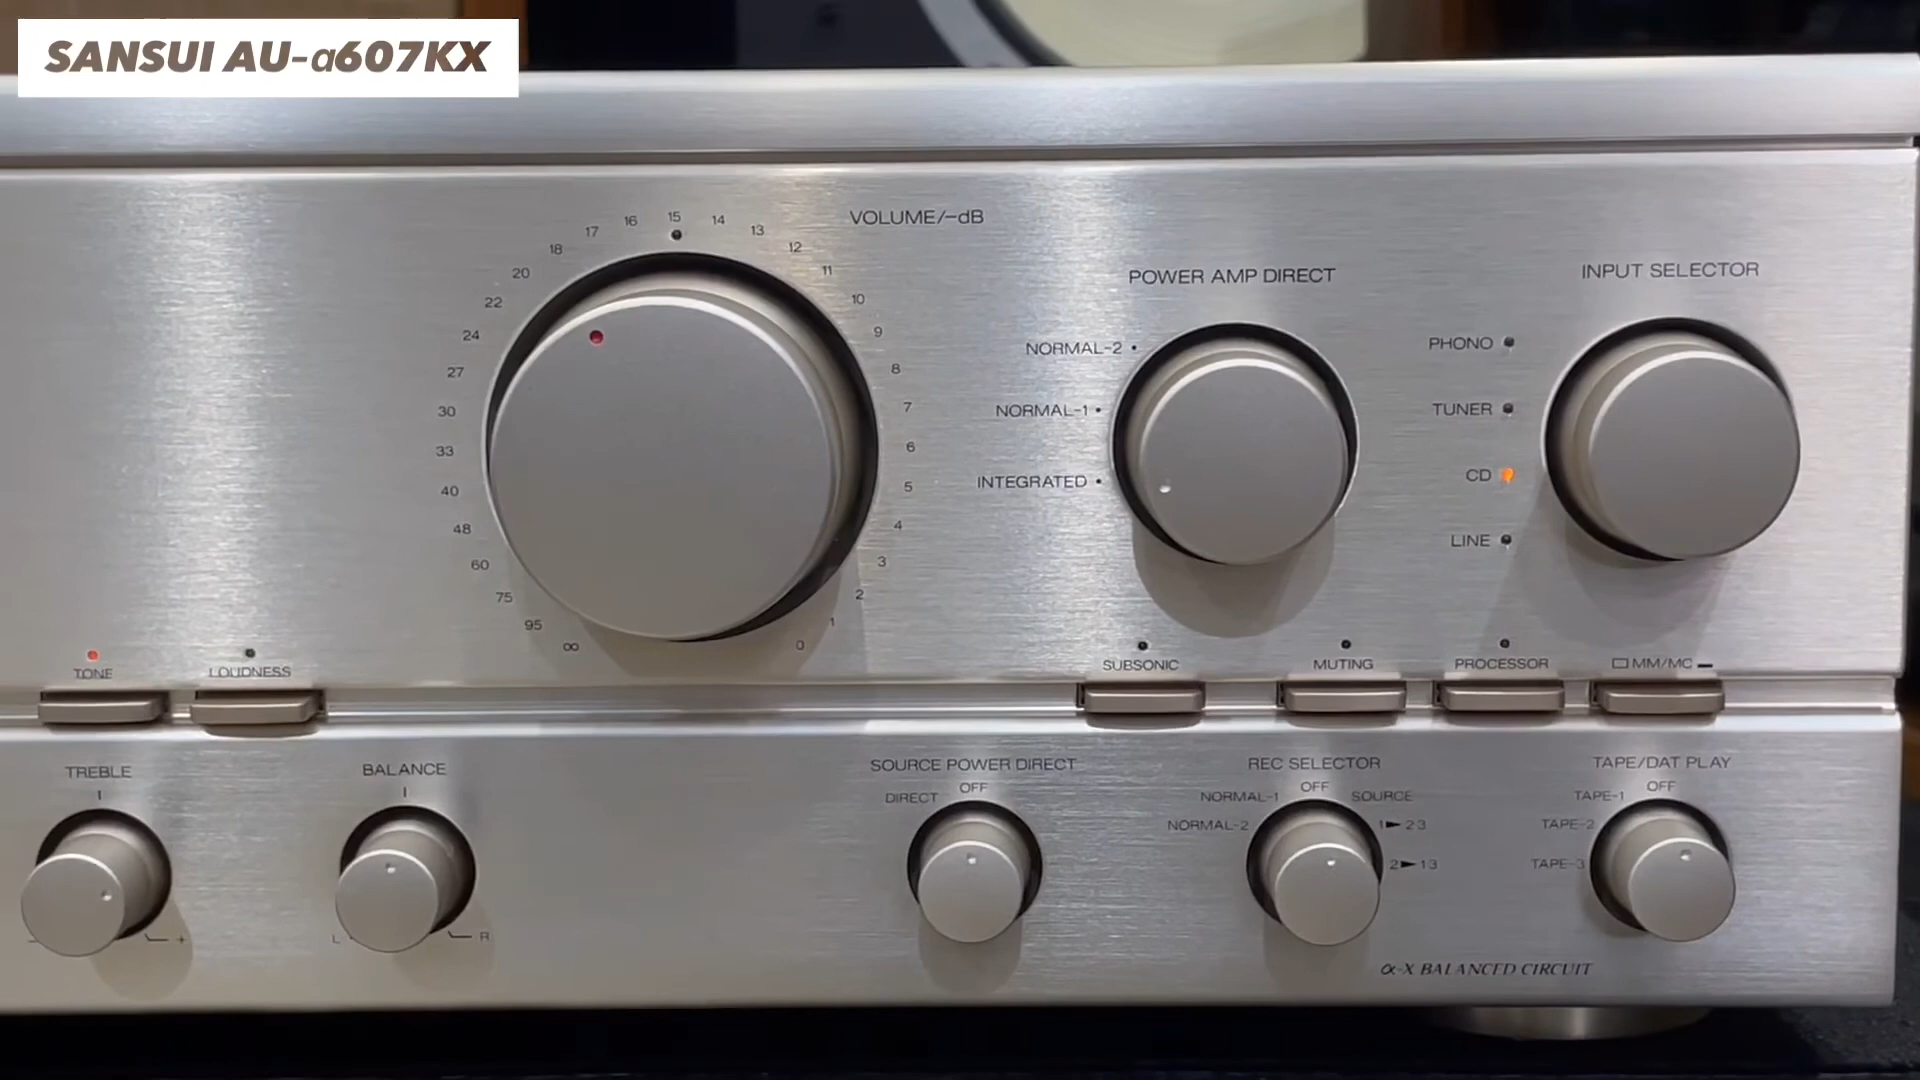 SANSUI AU-α607KX
VOLUME/-dB
∞ 95 75 60 48 40 33 30 27 24 22 20 18 17 16 15 14 13 12 11 10 9 8 7 6 5 4 3 2 1 0
POWER AMP DIRECT
NORMAL-2
NORMAL-1
INTEGRATED
INPUT SELECTOR
PHONO
TUNER
CD
LINE
TONE
LOUDNESS
SUBSONIC
MUTING
PROCESSOR
MM/MC
TREBLE
- +
BALANCE
L R
SOURCE POWER DIRECT
DIRECT OFF
REC SELECTOR
NORMAL-2 NORMAL-1 OFF SOURCE
1►23
2►13
TAPE/DAT PLAY
OFF
TAPE-1
TAPE-2
TAPE-3
α-X BALANCED CIRCUIT